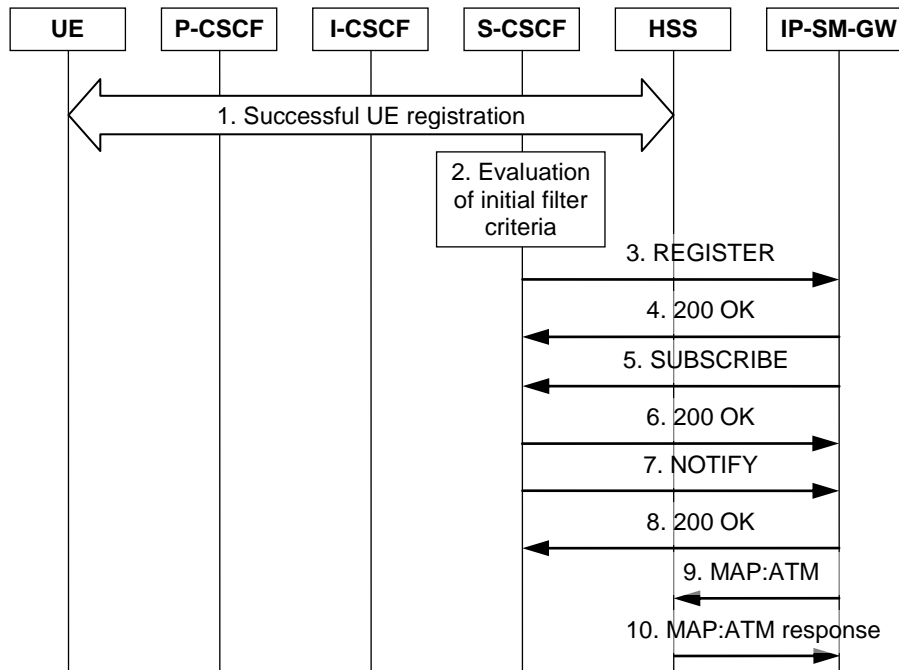 UE
P-CSCF
I-CSCF
S-CSCF
HSS
IP-SM-GW
1. Successful UE registration
2. Evaluation
of initial filter
criteria
3. REGISTER
4. 200 OK
5. SUBSCRIBE
6. 200 OK
7. NOTIFY
8. 200 OK
9. MAP:ATM
10. MAP:ATM response